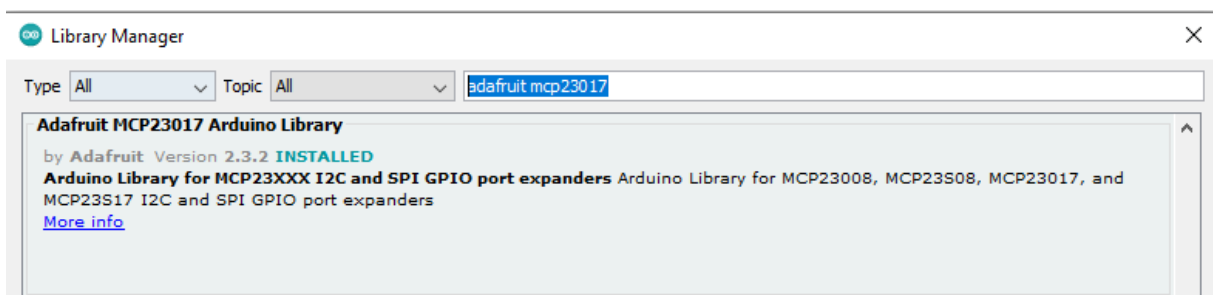 Library Manager
Type All Topic All adafruit mcp23017
Adafruit MCP23017 Arduino Library
by Adafruit Version 2.3.2 INSTALLED
Arduino Library for MCP23XXX I2C and SPI GPIO port expanders Arduino Library for MCP23008, MCP23S08, MCP23017, and
MCP23S17 I2C and SPI GPIO port expanders
More info